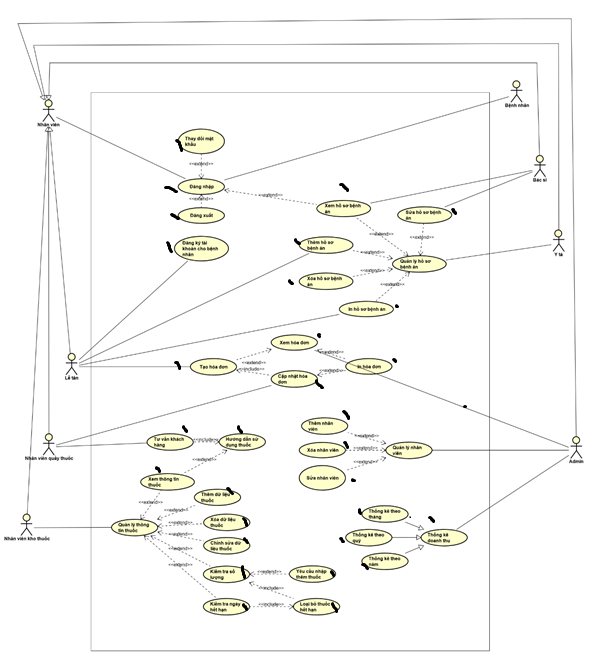 Bệnh nhân
Nhân viên
Thay đổi mật
khẩu
<<extend>>
Bác sĩ
Đăng nhập
<<extend>>
<<extend>>
Xem hồ sơ bệnh
án
Sửa hồ sơ bệnh
án
Đăng xuất
<<extend>>
<<extend>>
Y tá
Đăng ký tài
khoản cho bệnh
nhân
Thêm hồ sơ bệnh
án
<<extend>>
Quản lý hồ sơ
bệnh án
<<extend>>
Xóa hồ sơ bệnh
án
<<extend>>
In hồ sơ bệnh án
Xem hóa đơn
Lễ tân
<<extend>>
<<extend>>
Tạo hóa đơn
In hóa đơn
<<include>>
Cập nhật hóa
đơn
<<extend>>
Thêm nhân
viên
Nhân viên quầy thuốc
Tư vấn khách
hàng
<<include>>
Hướng dẫn sử
dụng thuốc
<<extend>>
Xóa nhân viên
<<extend>>
Quản lý nhân
viên
Admin
<<extend>>
<<extend>>
Xem thông tin
thuốc
Sửa nhân viên
<<extend>>
Thêm dữ liệu
thuốc
Thống kê theo
tháng
<<extend>>
Nhân viên kho thuốc
Quản lý thông
tin thuốc
<<extend>>
Xóa dữ liệu
thuốc
Thống kê theo
quý
Thống kê
doanh thu
<<extend>>
Chỉnh sửa dữ
liệu thuốc
Thống kê theo
năm
<<extend>>
Kiểm tra số
lượng
<<extend>>
Yêu cầu nhập
thêm thuốc
<<include>>
Kiểm tra ngày
hết hạn
<<include>>
Loại bỏ thuốc
hết hạn